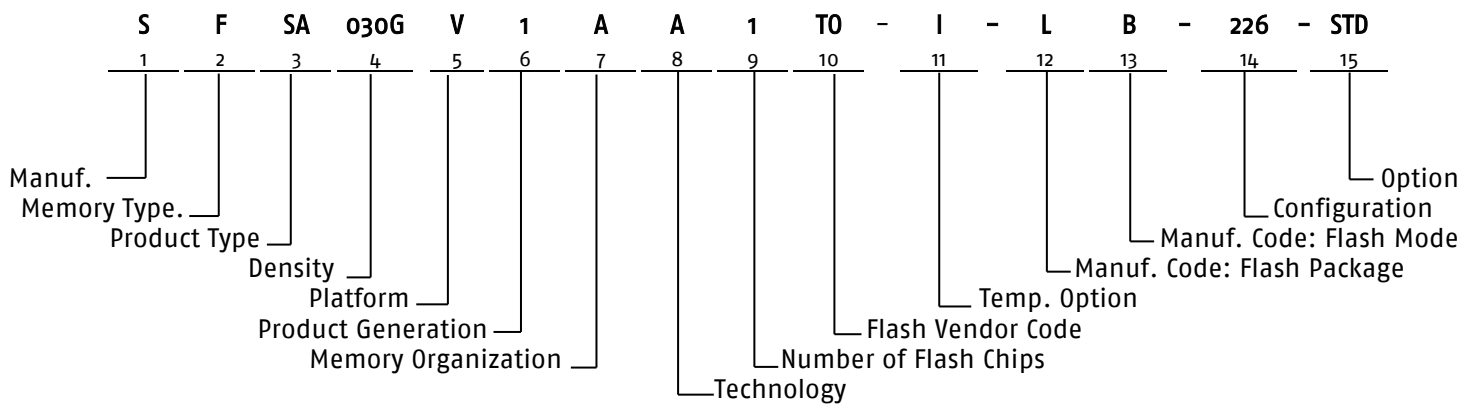 S F SA 030G V 1 A A 1 TO - I - L B - 226 - STD
1 2 3 4 5 6 7 8 9 10 11 12 13 14 15
Manuf. Option
Memory Type. Configuration
Product Type Manuf. Code: Flash Mode
Density Manuf. Code: Flash Package
Platform Temp. Option
Product Generation Flash Vendor Code
Memory Organization Number of Flash Chips
Technology